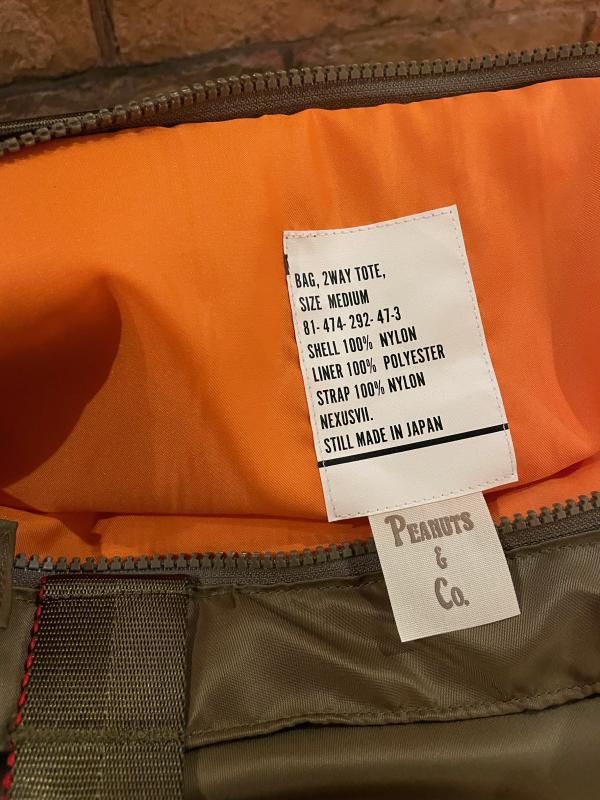 BAG, 2WAY TOTE,
SIZE MEDIUM
81-474-292-47-3
SHELL 100% NYLON
LINER 100% POLYESTER
STRAP 100% NYLON
NEXUSVII.
STILL MADE IN JAPAN
PEANUTS
&
CO.